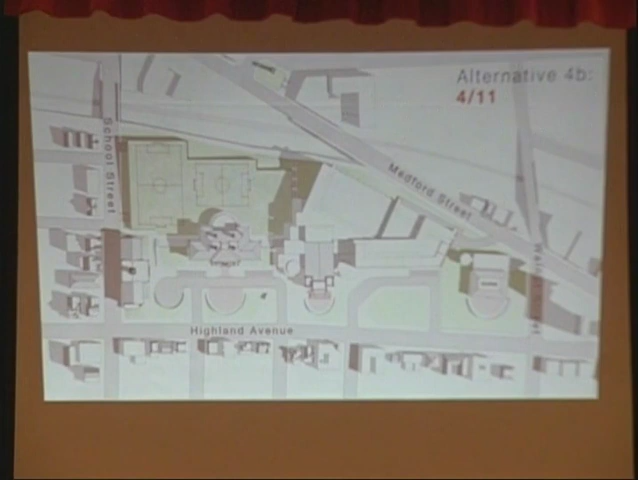 Alternative 4b:
4/11
School Street
Medford Street
Highland Avenue